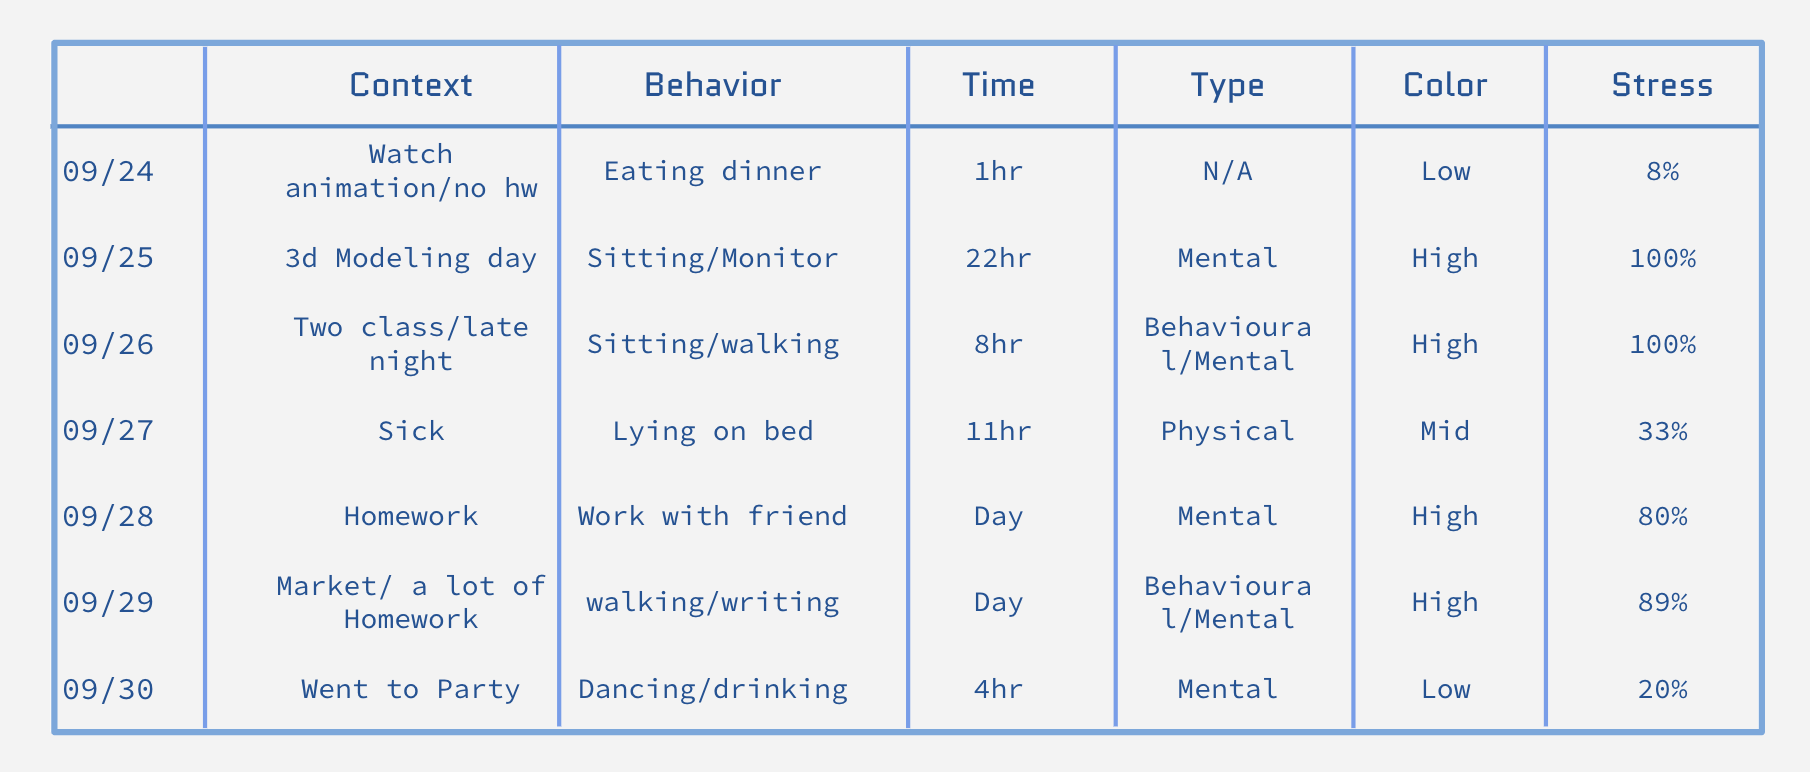 Context Behavior Time Type Color Stress
09/24 Watch animation/no hw Eating dinner 1hr N/A Low 8%
09/25 3d Modeling day Sitting/Monitor 22hr Mental High 100%
09/26 Two class/late night Sitting/walking 8hr Behavioural/Mental High 100%
09/27 Sick Lying on bed 11hr Physical Mid 33%
09/28 Homework Work with friend Day Mental High 80%
09/29 Market/ a lot of Homework walking/writing Day Behavioural/Mental High 89%
09/30 Went to Party Dancing/drinking 4hr Mental Low 20%